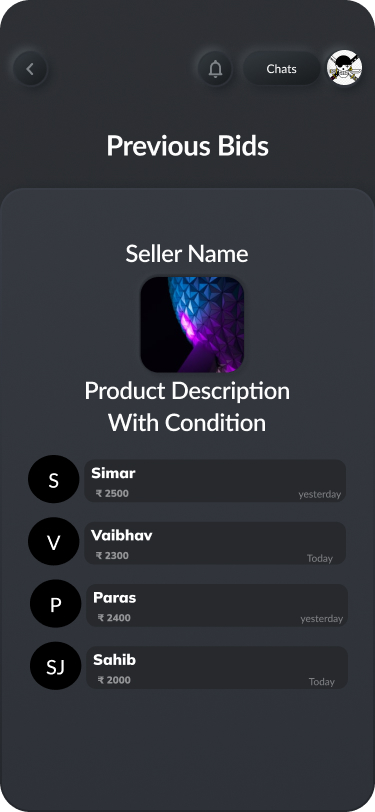 Chats
Previous Bids
Seller Name
Product Description
With Condition
S
Simar
₹ 2500
yesterday
V
Vaibhav
₹ 2300
Today
P
Paras
₹ 2400
yesterday
SJ
Sahib
₹ 2000
Today